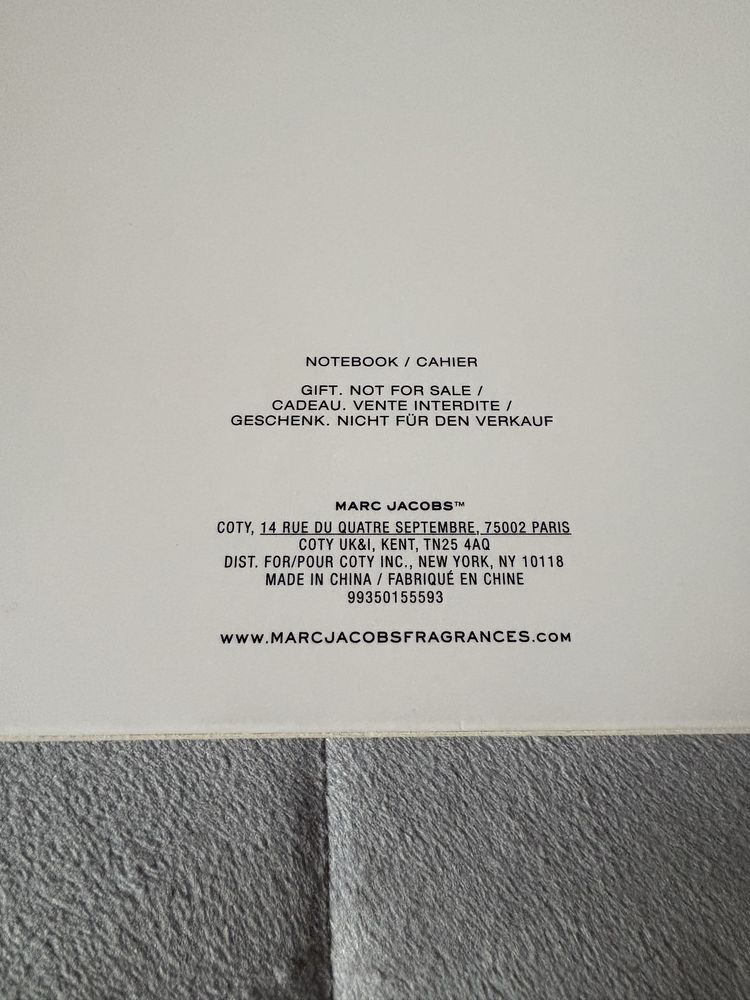 NOTEBOOK / CAHIER
GIFT. NOT FOR SALE /
CADEAU. VENTE INTERDITE /
GESCHENK. NICHT FÜR DEN VERKAUF
MARC JACOBS™
COTY, 14 RUE DU QUATRE SEPTEMBRE, 75002 PARIS
COTY UK&I, KENT, TN25 4AQ
DIST. FOR/POUR COTY INC., NEW YORK, NY 10118
MADE IN CHINA / FABRIQUÉ EN CHINE
99350155593
WWW.MARCJACOBSFRAGRANCES.COM